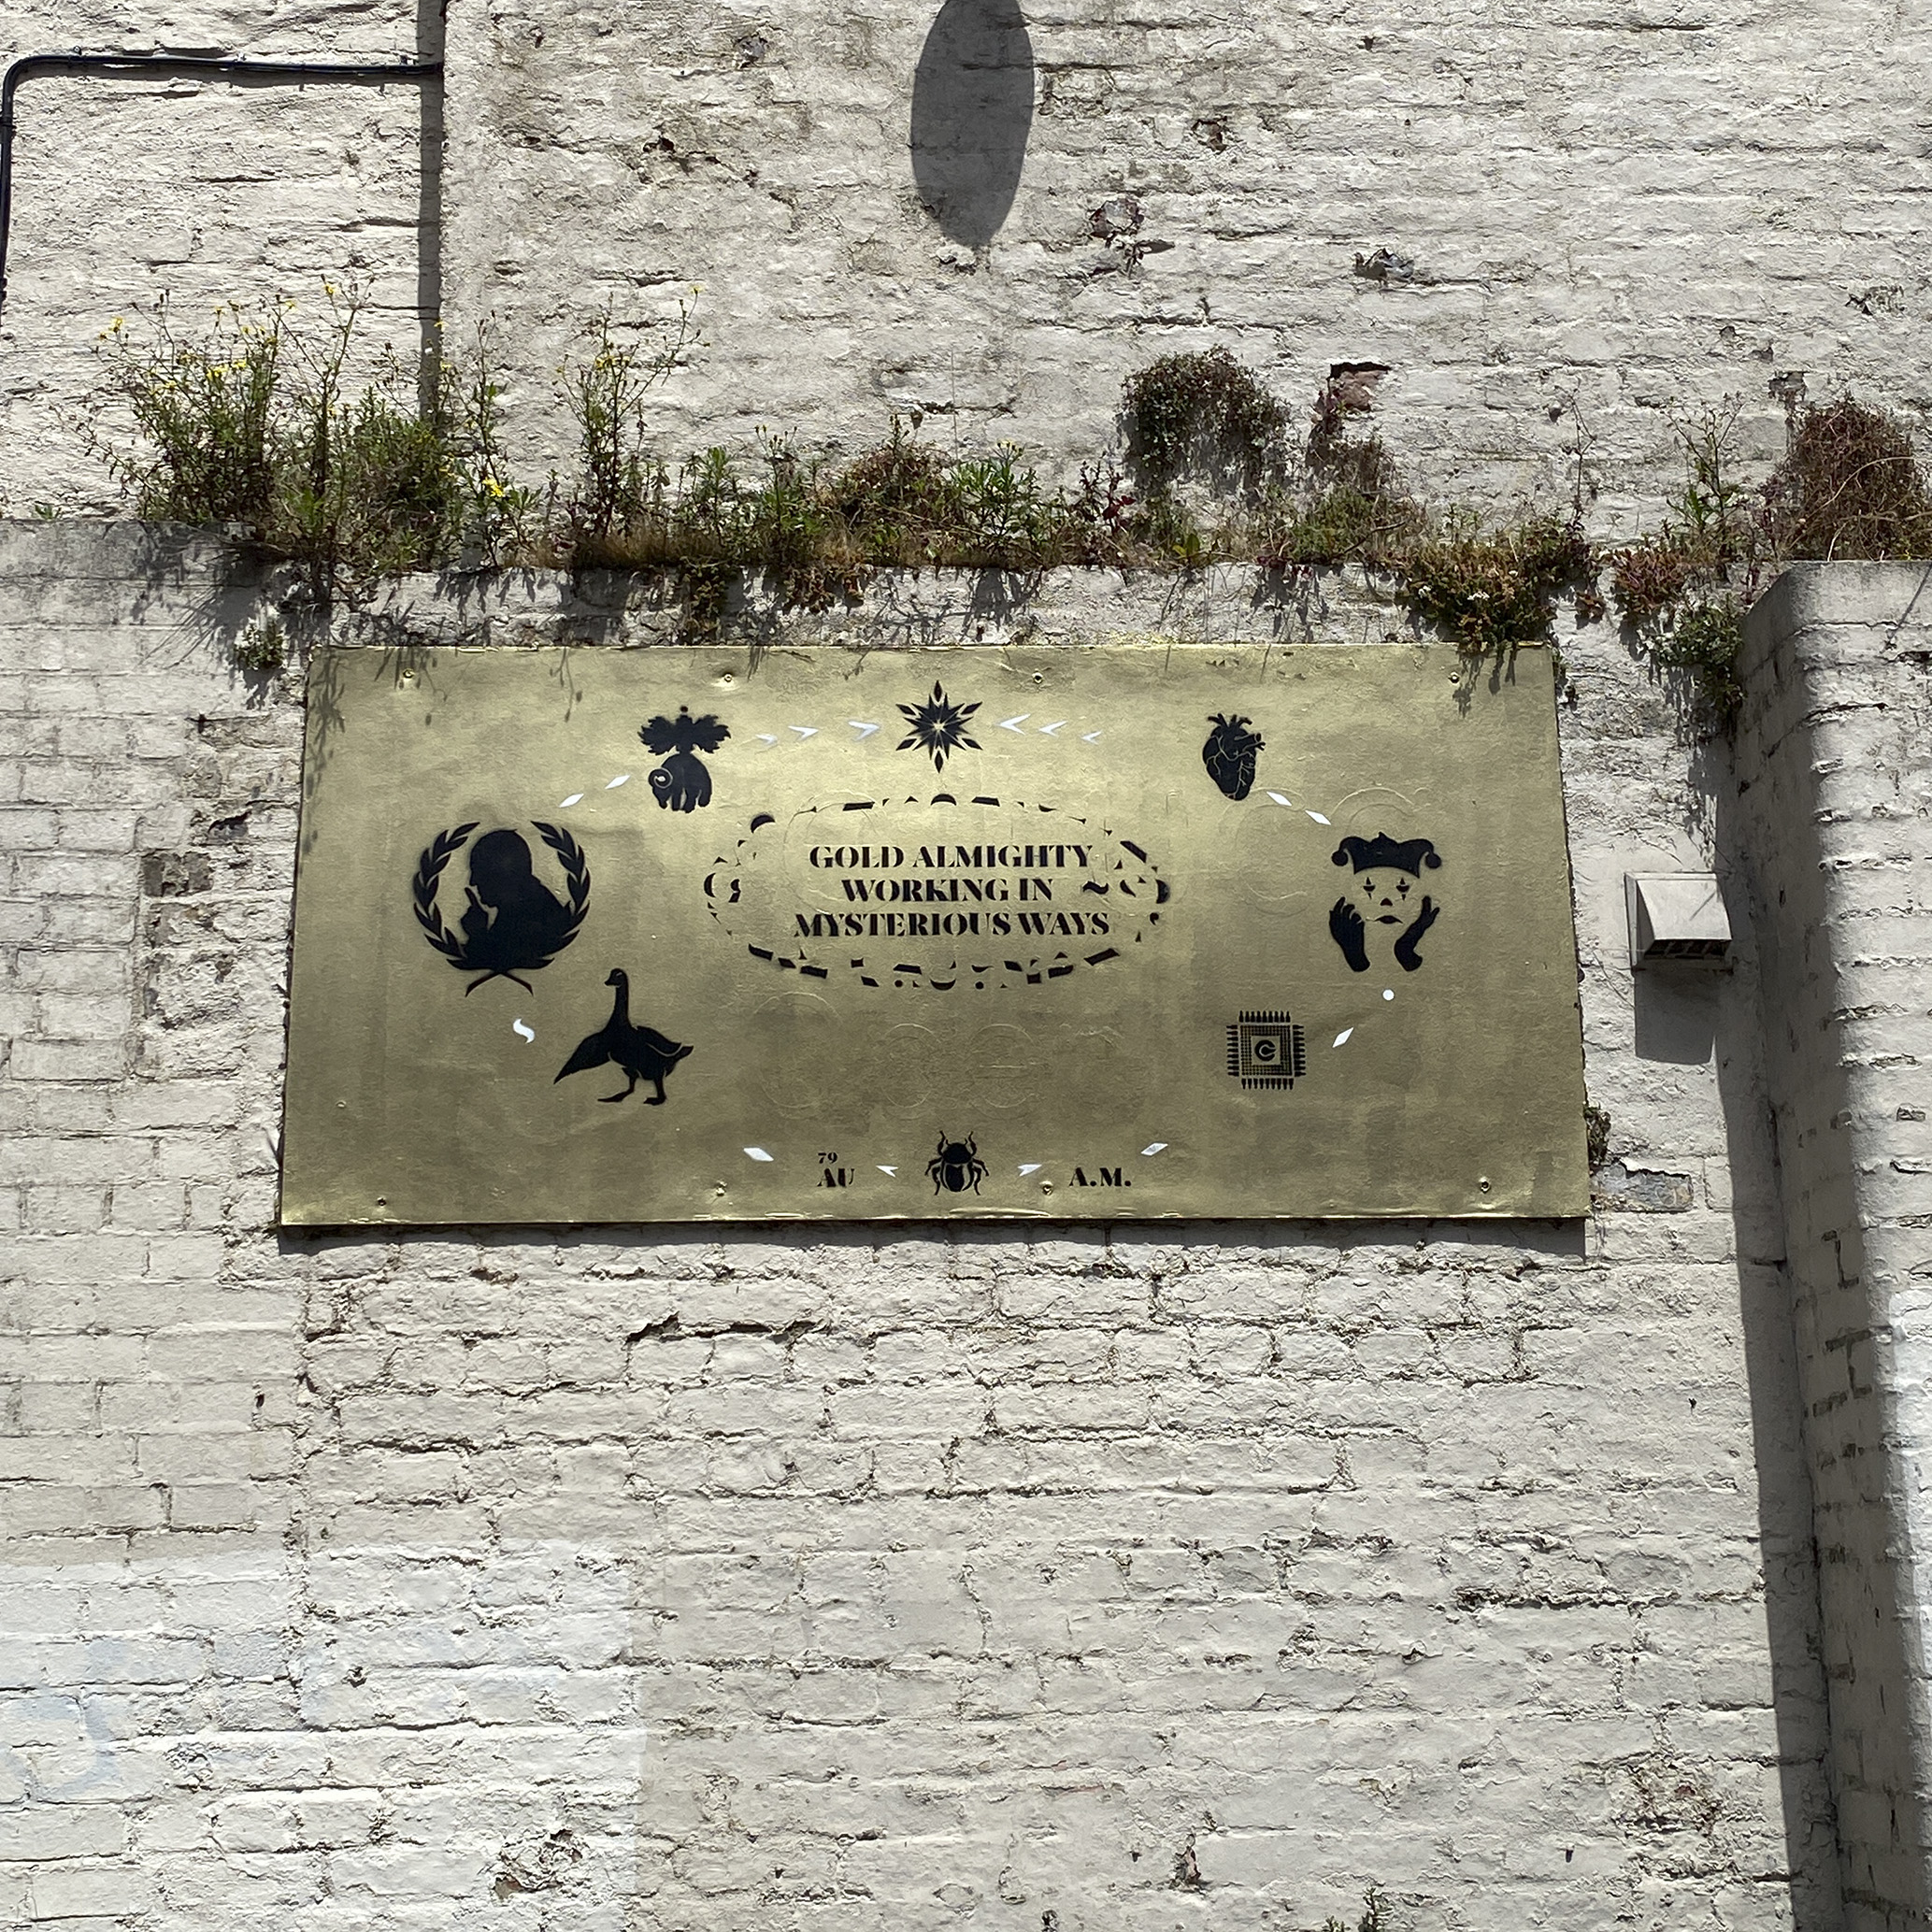 GOLD ALMIGHTY
WORKING IN
MYSTERIOUS WAYS
C
79
AU
A.M.